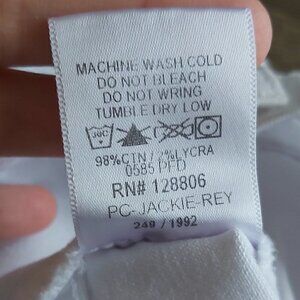 MACHINE WASH COLD
DO NOT BLEACH
DO NOT WRING
TUMBLE DRY LOW
30C
98%CTN / 2%LYCRA
0585 PFD
RN# 128806
PC-JACKIE-REY
249 / 1992